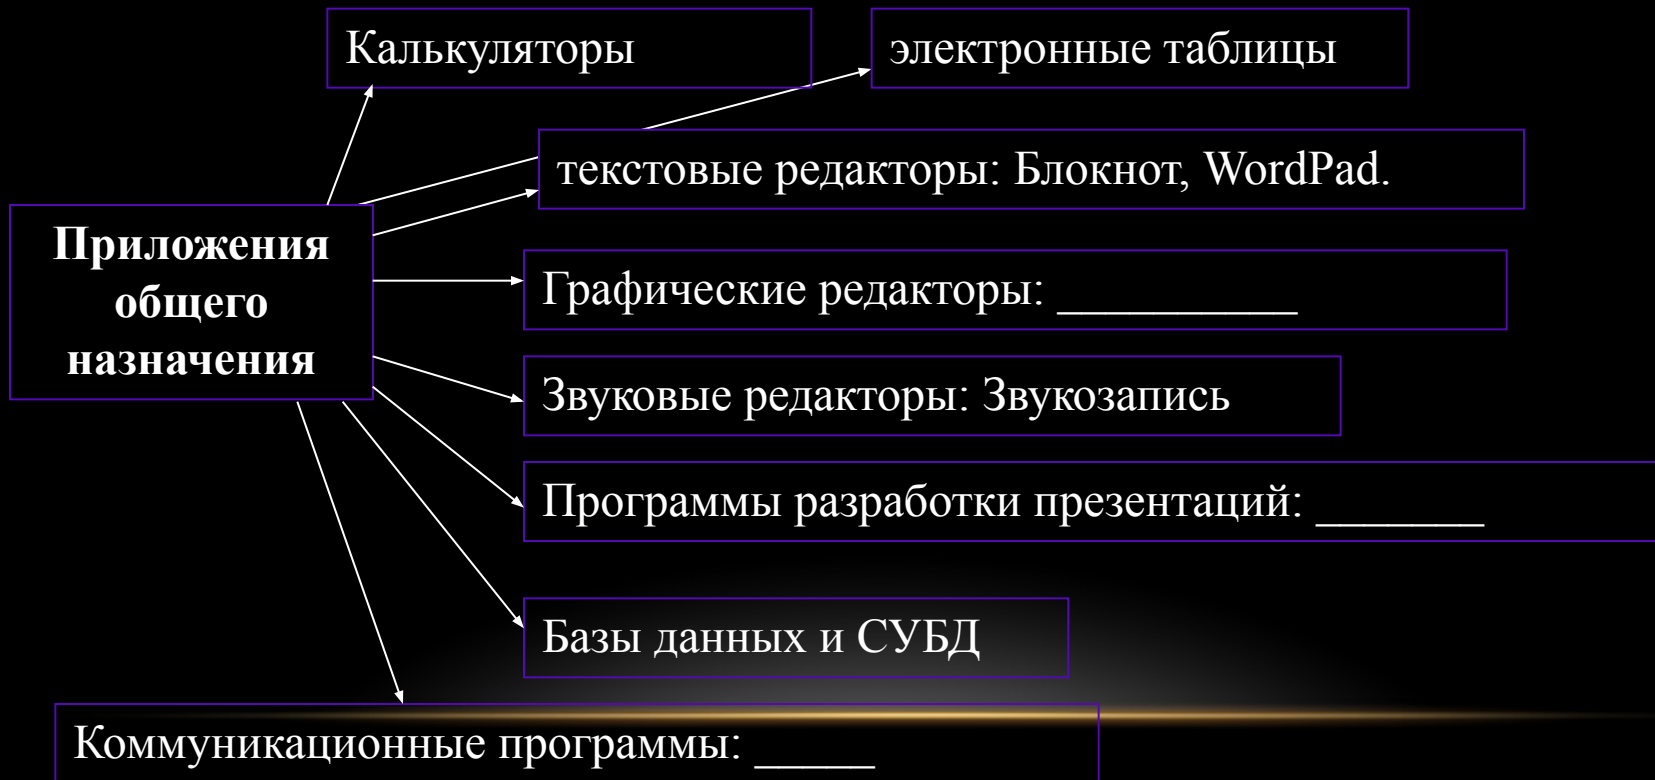 Калькуляторы
электронные таблицы
текстовые редакторы: Блокнот, WordPad.
Приложения
общего
назначения
Графические редакторы: __________
Звуковые редакторы: Звукозапись
Программы разработки презентаций: _______
Базы данных и СУБД
Коммуникационные программы: _____